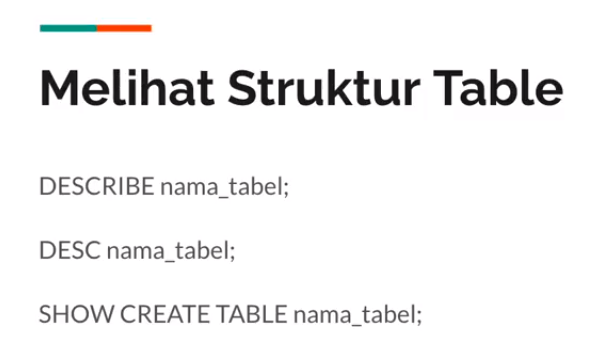 Melihat Struktur Table
DESCRIBE nama_tabel;
DESC nama_tabel;
SHOW CREATE TABLE nama_tabel;